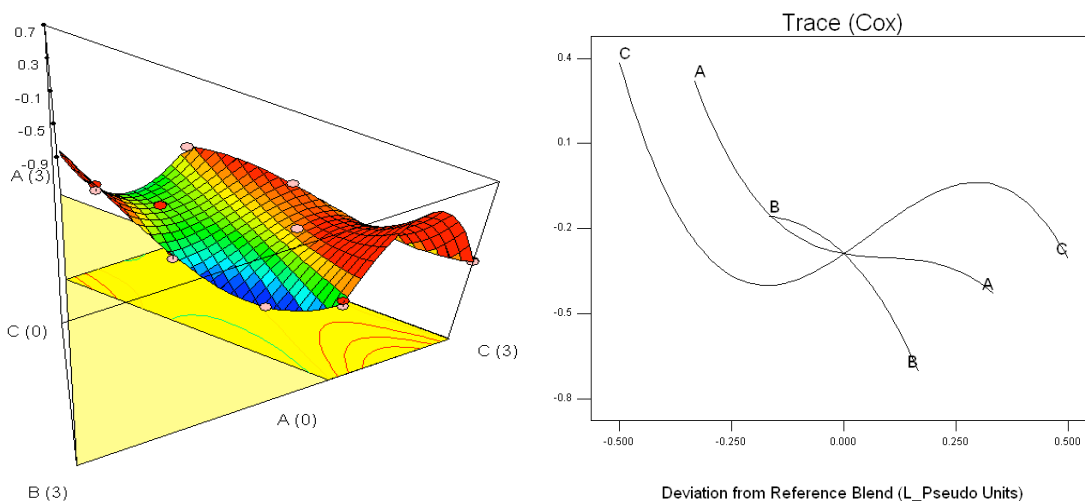 0.7
0.3
-0.1
-0.5
-0.9
A (3)
C (0)
C (3)
A (0)
B (3)
Trace (Cox)
0.4
0.1
-0.2
-0.5
-0.8
C
A
B
C
A
B
-0.500
-0.250
0.000
0.250
0.500
Deviation from Reference Blend (L_Pseudo Units)